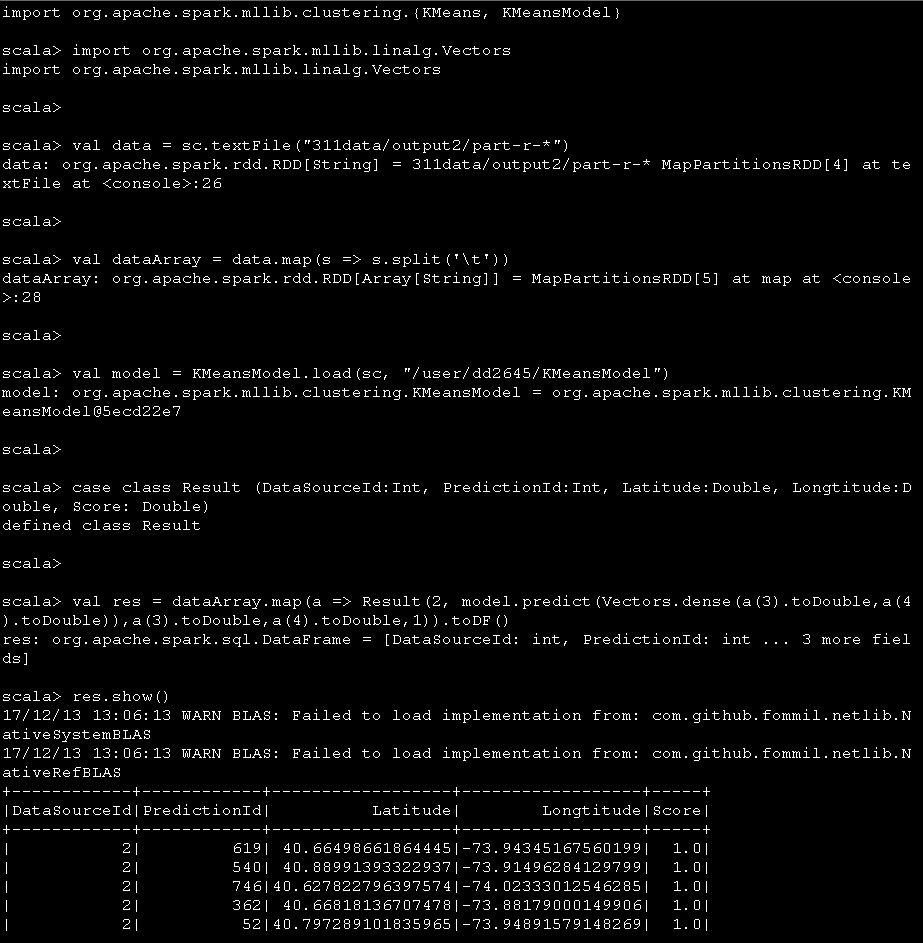 import org.apache.spark.mllib.clustering.{KMeans, KMeansModel}
scala> import org.apache.spark.mllib.linalg.Vectors
import org.apache.spark.mllib.linalg.Vectors
scala>
scala> val data = sc.textFile("311data/output2/part-r-*")
data: org.apache.spark.rdd.RDD[String] = 311data/output2/part-r-* MapPartitionsRDD[4] at te
xtFile at <console>:26
scala>
scala> val dataArray = data.map(s => s.split('\t'))
dataArray: org.apache.spark.rdd.RDD[Array[String]] = MapPartitionsRDD[5] at map at <console
>:28
scala>
scala> val model = KMeansModel.load(sc, "/user/dd2645/KMeansModel")
model: org.apache.spark.mllib.clustering.KMeansModel = org.apache.spark.mllib.clustering.KM
eansModel@5ecd22e7
scala>
scala> case class Result (DataSourceId:Int, PredictionId:Int, Latitude:Double, Longtitude:D
ouble, Score: Double)
defined class Result
scala>
scala> val res = dataArray.map(a => Result(2, model.predict(Vectors.dense(a(3).toDouble,a(4
).toDouble)),a(3).toDouble,a(4).toDouble,1)).toDF()
res: org.apache.spark.sql.DataFrame = [DataSourceId: int, PredictionId: int ... 3 more fiel
ds]
scala> res.show()
17/12/13 13:06:13 WARN BLAS: Failed to load implementation from: com.github.fommil.netlib.N
ativeSystemBLAS
17/12/13 13:06:13 WARN BLAS: Failed to load implementation from: com.github.fommil.netlib.N
ativeRefBLAS
+------------+------------+------------------+------------------+-----+
|DataSourceId|PredictionId|          Latitude|        Longtitude|Score|
+------------+------------+------------------+------------------+-----+
|           2|         619| 40.66498661864445|-73.94345167560199|  1.0|
|           2|         540| 40.88991393322937|-73.91496284129799|  1.0|
|           2|         746|40.627822796397574|-74.02333012546285|  1.0|
|           2|         362| 40.66818136707478|-73.88179000149906|  1.0|
|           2|          52|40.797289101835965|-73.94891579148269|  1.0|